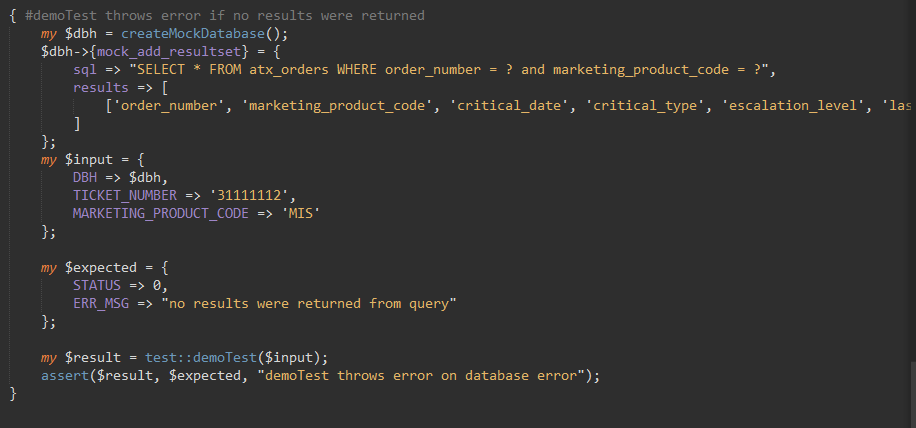 { #demoTest throws error if no results were returned
my $dbh = createMockDatabase();
$dbh->{mock_add_resultset} = {
sql => "SELECT * FROM atx_orders WHERE order_number = ? and marketing_product_code = ?",
results => [
['order_number', 'marketing_product_code', 'critical_date', 'critical_type', 'escalation_level', 'las
]
};
my $input = {
DBH => $dbh,
TICKET_NUMBER => '31111112',
MARKETING_PRODUCT_CODE => 'MIS'
};
my $expected = {
STATUS => 0,
ERR_MSG => "no results were returned from query"
};
my $result = test::demoTest($input);
assert($result, $expected, "demoTest throws error on database error");
}